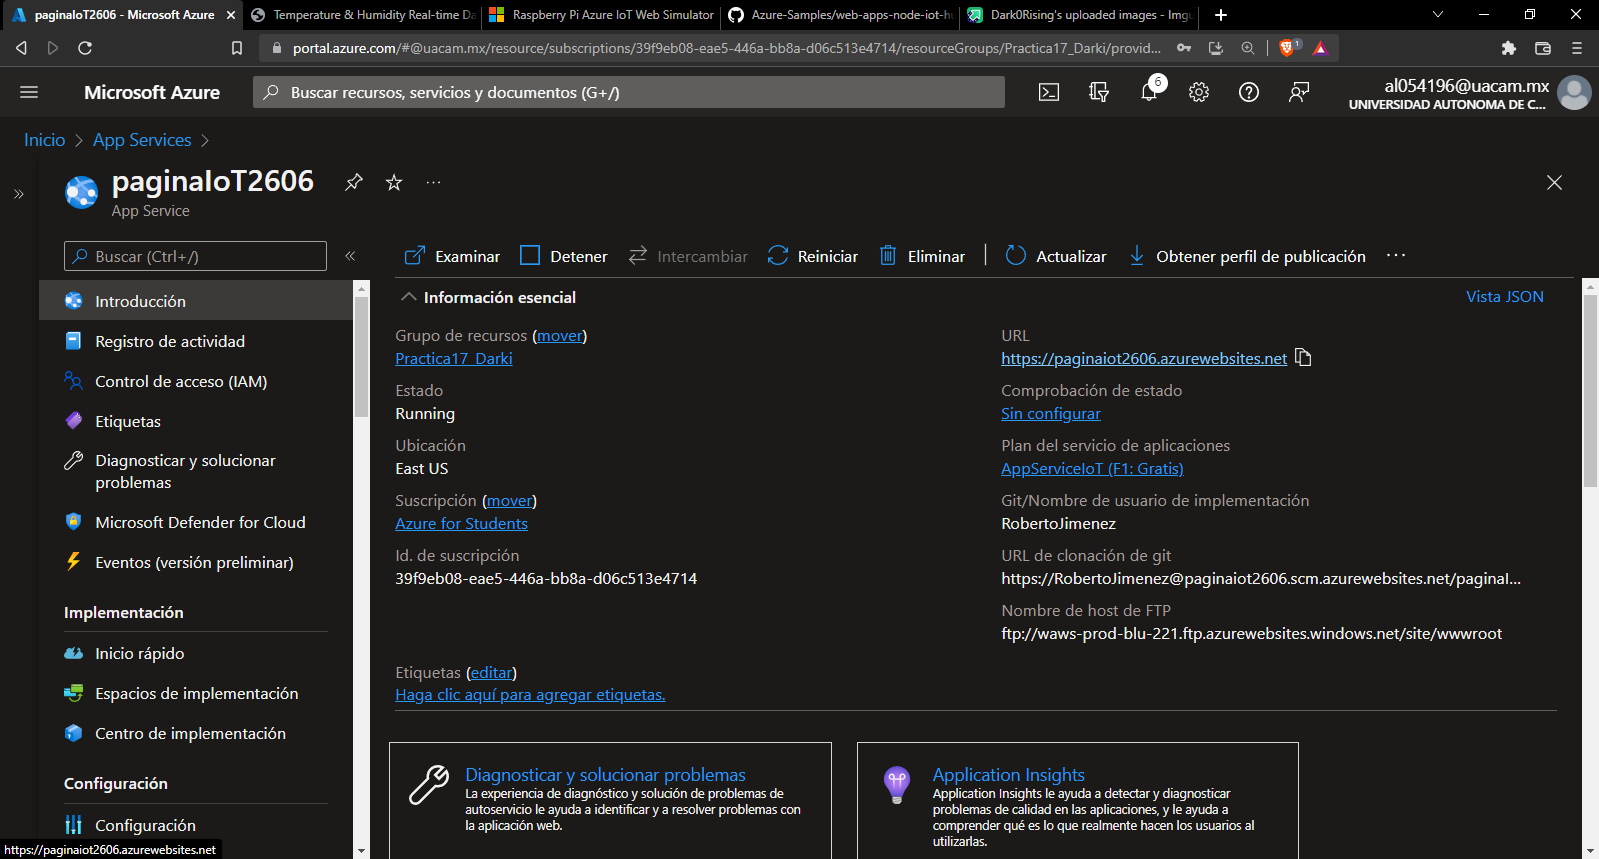 paginaIoT2606 - Microsoft Azure
Temperature & Humidity Real-time Da
Raspberry Pi Azure IoT Web Simulator
Azure-Samples/web-apps-node-iot-hu
Dark0Rising's uploaded images - Imgu
portal.azure.com/#@uacam.mx/resource/subscriptions/39f9eb08-eae5-446a-bb8a-d06c513e4714/resourceGroups/Practica17_Darki/provid...
1
Microsoft Azure
Buscar recursos, servicios y documentos (G+/)
6
al054196@uacam.mx
UNIVERSIDAD AUTONOMA DE C...
Inicio > App Services >
paginaIoT2606
App Service
Buscar (Ctrl+/)
Examinar
Detener
Intercambiar
Reiniciar
Eliminar
Actualizar
Obtener perfil de publicación
Introducción
Registro de actividad
Control de acceso (IAM)
Etiquetas
Diagnosticar y solucionar
problemas
Microsoft Defender for Cloud
Eventos (versión preliminar)
Implementación
Inicio rápido
Espacios de implementación
Centro de implementación
Configuración
Configuración
Información esencial
Vista JSON
Grupo de recursos (mover)
Practica17_Darki
Estado
Running
Ubicación
East US
Suscripción (mover)
Azure for Students
Id. de suscripción
39f9eb08-eae5-446a-bb8a-d06c513e4714
URL
https://paginaiot2606.azurewebsites.net
Comprobación de estado
Sin configurar
Plan del servicio de aplicaciones
AppServiceIoT (F1: Gratis)
Git/Nombre de usuario de implementación
RobertoJimenez
URL de clonación de git
https://RobertoJimenez@paginaiot2606.scm.azurewebsites.net/paginaI...
Nombre de host de FTP
ftp://waws-prod-blu-221.ftp.azurewebsites.windows.net/site/wwwroot
Etiquetas (editar)
Haga clic aquí para agregar etiquetas.
Diagnosticar y solucionar problemas
La experiencia de diagnóstico y solución de problemas de
autoservicio le ayuda a identificar y a resolver problemas con
la aplicación web.
Application Insights
Application Insights le ayuda a detectar y diagnosticar
problemas de calidad en las aplicaciones, y le ayuda a
comprender qué es lo que realmente hacen los usuarios al
utilizarlas.
https://paginaiot2606.azurewebsites.net